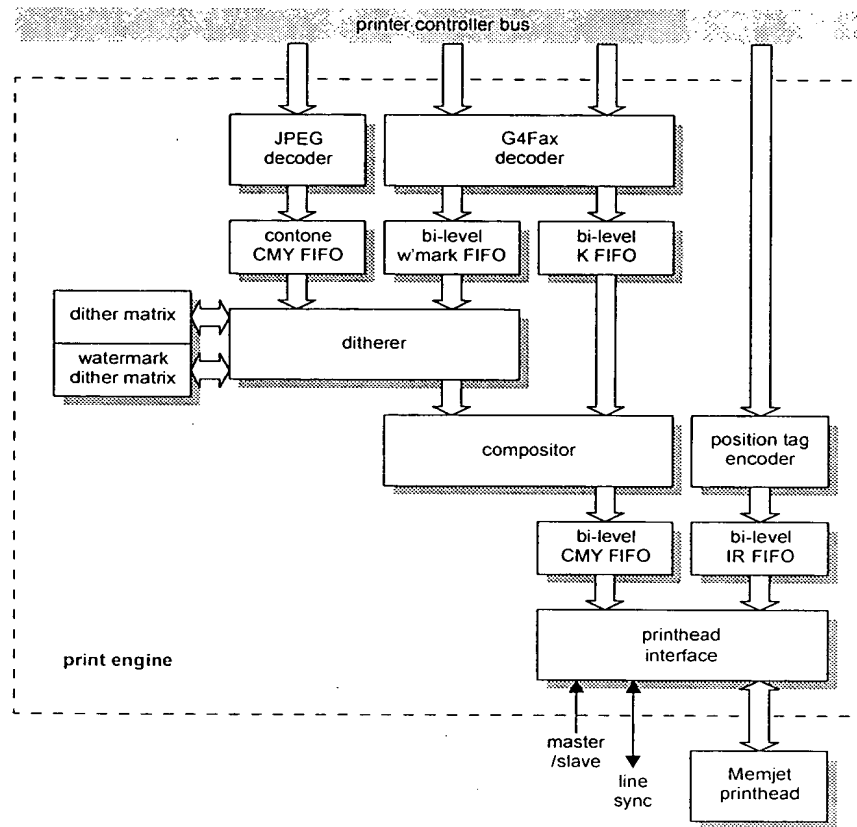 printer controller bus
JPEG
decoder
G4Fax
decoder
contone
CMY FIFO
bi-level
w'mark FIFO
bi-level
K FIFO
dither matrix
watermark
dither matrix
ditherer
compositor
position tag
encoder
bi-level
CMY FIFO
bi-level
IR FIFO
printhead
interface
print engine
master
/slave
line
sync
Memjet
printhead